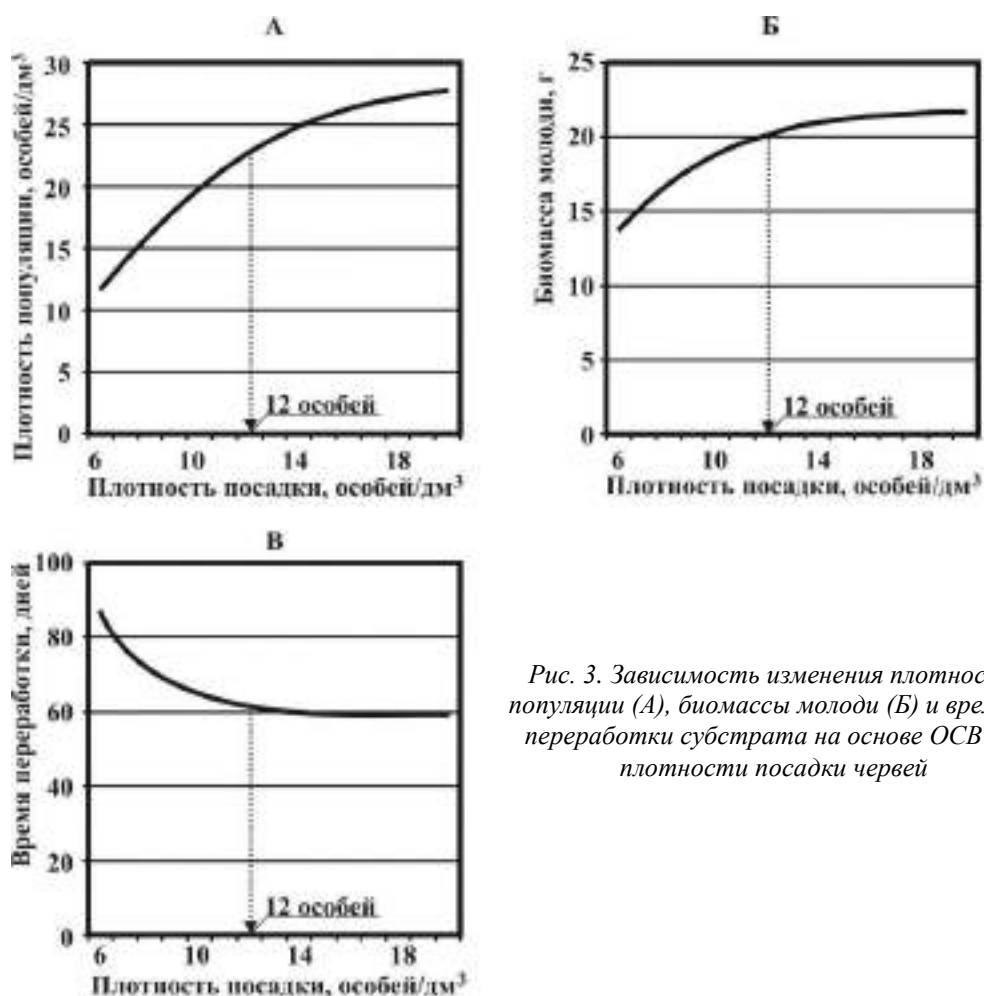 А
Плотность популяции, особей/дм³
30
25
20
15
10
5
0
12 особей
6 10 14 18
Плотность посадки, особей/дм³
Б
Биомасса молоди, г
25
20
15
10
5
0
12 особей
6 10 14 18
Плотность посадки, особей/дм³
В
Время переработки, дней
100
80
60
40
20
0
12 особей
6 10 14 18
Плотность посадки, особей/дм³
Рис. 3. Зависимость изменения плотнос
популяции (А), биомассы молоди (Б) и вре
переработки субстрата на основе ОСВ
плотности посадки червей